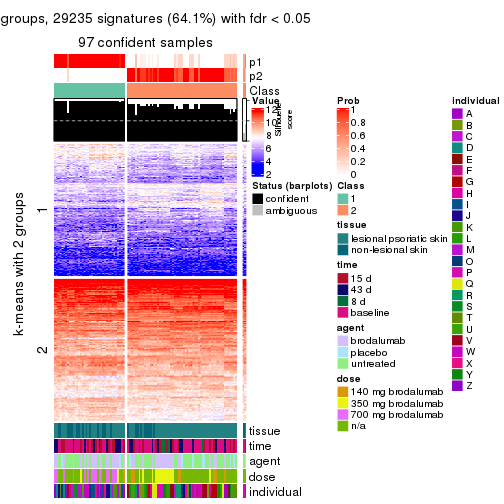 groups, 29235 signatures (64.1%) with fdr < 0.05
97 confident samples
p1
p2
Class
Silhouette score
k-means with 2 groups
1
2
tissue
time
agent
dose
individual
Value
12
10
8
6
4
2
Status (barplots)
confident
ambiguous
Prob
1
0.8
0.6
0.4
0.2
0
Class
1
2
tissue
lesional psoriatic skin
non-lesional skin
time
15 d
43 d
8 d
baseline
agent
brodalumab
placebo
untreated
dose
140 mg brodalumab
350 mg brodalumab
700 mg brodalumab
n/a
individual
A
B
C
D
E
F
G
H
I
J
K
L
M
O
P
Q
R
S
T
U
V
W
X
Y
Z